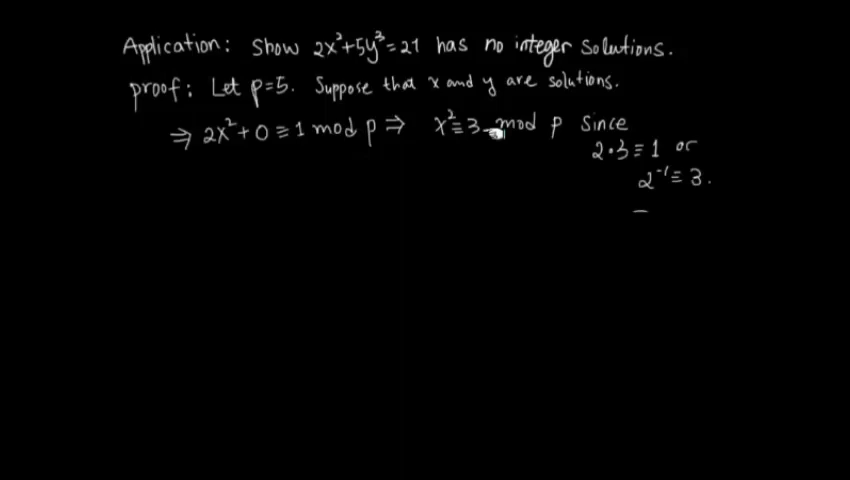 Application: Show 2x²+5y³=21 has no integer solutions.
proof: Let p=5. Suppose that x and y are solutions.
⇒ 2x²+0≡1 mod p ⇒ x²≡3 mod p since
2·3≡1 or
2⁻¹≡3.